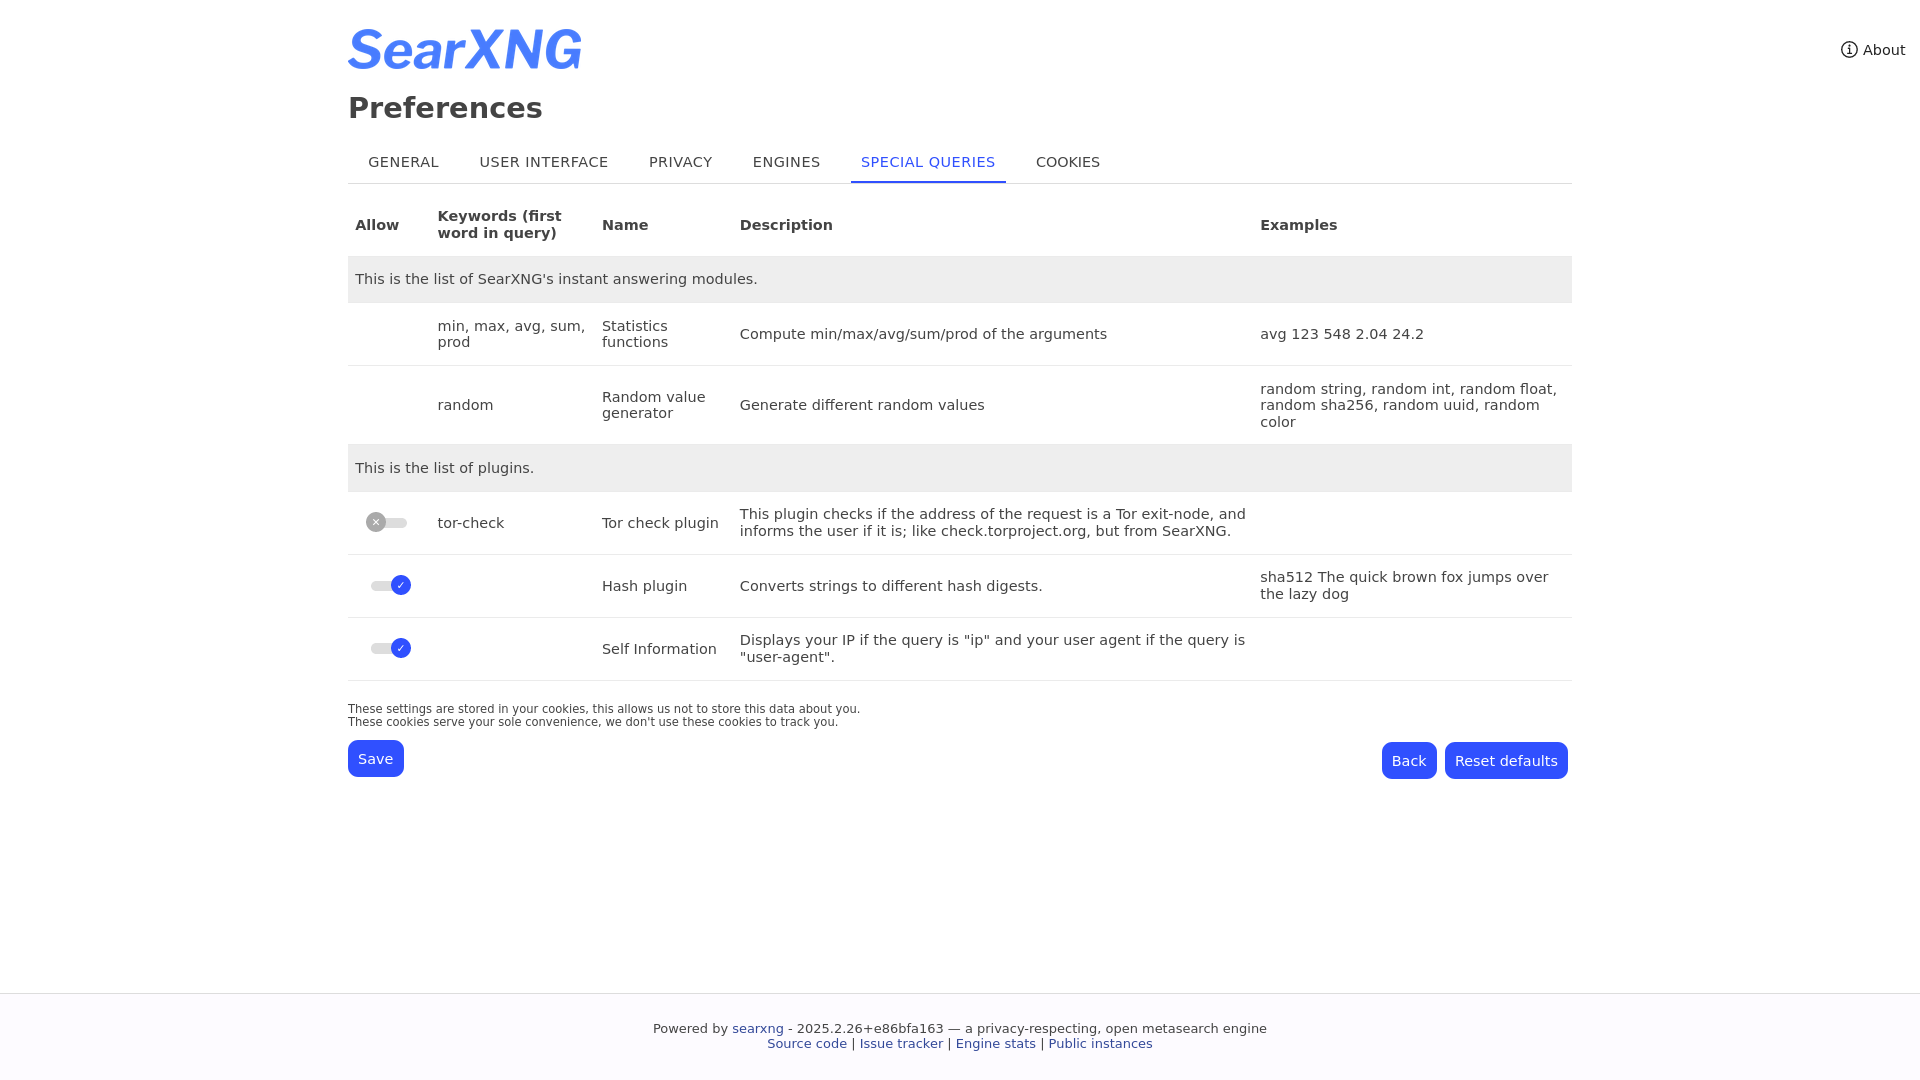 SearXNG
About
Preferences
GENERAL USER INTERFACE PRIVACY ENGINES SPECIAL QUERIES COOKIES
Allow Keywords (first word in query) Name Description Examples
This is the list of SearXNG's instant answering modules.
min, max, avg, sum, prod Statistics functions Compute min/max/avg/sum/prod of the arguments avg 123 548 2.04 24.2
random Random value generator Generate different random values random string, random int, random float, random sha256, random uuid, random color
This is the list of plugins.
tor-check Tor check plugin This plugin checks if the address of the request is a Tor exit-node, and informs the user if it is; like check.torproject.org, but from SearXNG.
Hash plugin Converts strings to different hash digests. sha512 The quick brown fox jumps over the lazy dog
Self Information Displays your IP if the query is "ip" and your user agent if the query is "user-agent".
These settings are stored in your cookies, this allows us not to store this data about you.
These cookies serve your sole convenience, we don't use these cookies to track you.
Save Back Reset defaults
Powered by searxng - 2025.2.26+e86bfa163 — a privacy-respecting, open metasearch engine
Source code | Issue tracker | Engine stats | Public instances